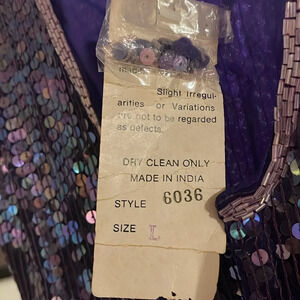 Slight Irregul-
arities or Variations
are not to be regarded
as defects.
DRY CLEAN ONLY
MADE IN INDIA
STYLE 6036
SIZE L